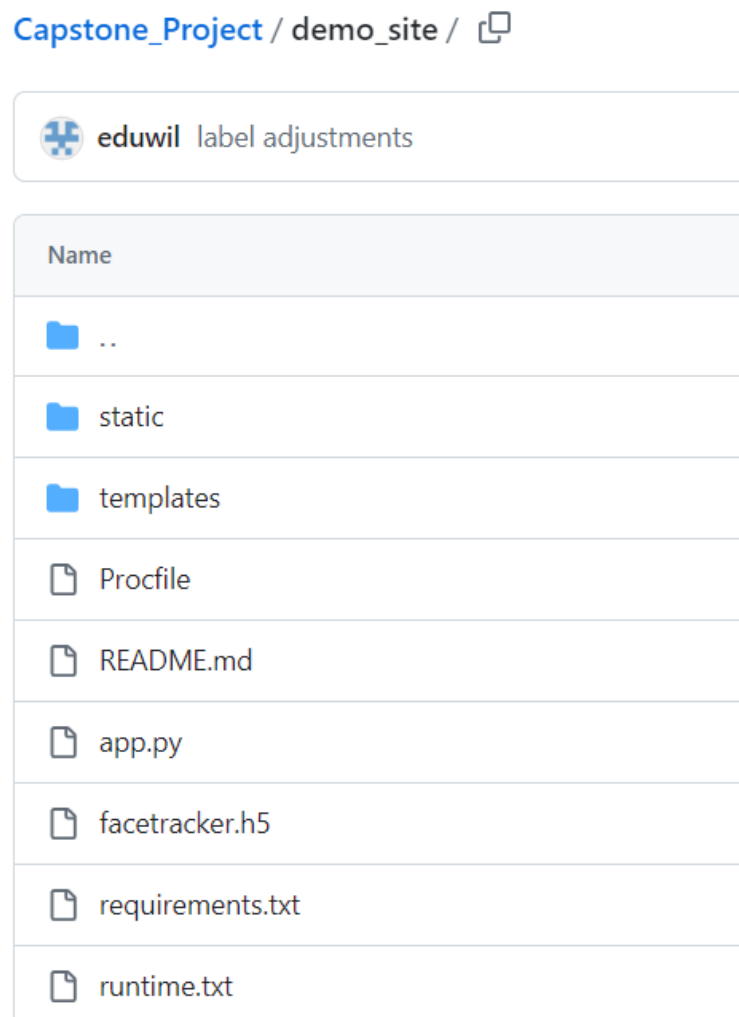 Capstone_Project / demo_site /
eduwil label adjustments
Name
..
static
templates
Procfile
README.md
app.py
facetracker.h5
requirements.txt
runtime.txt